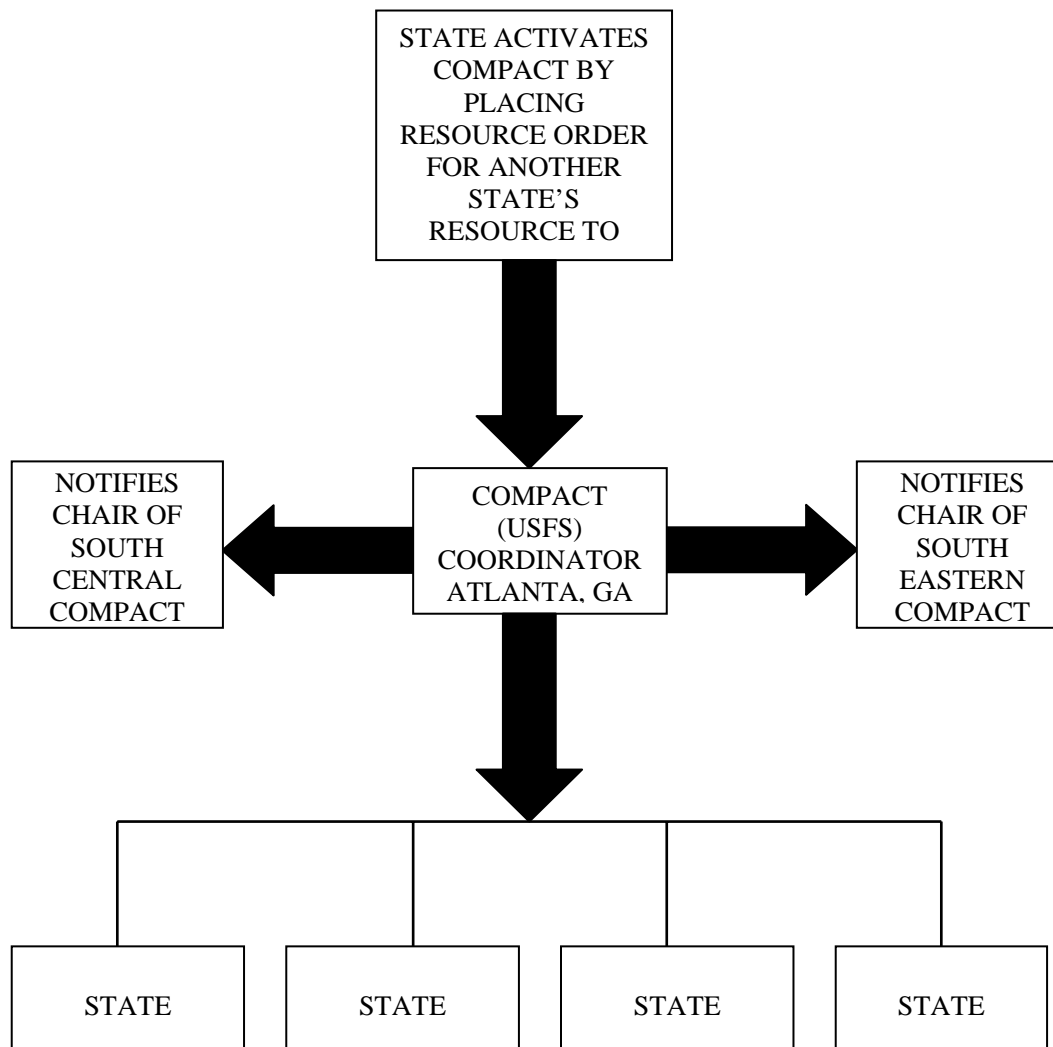 STATE ACTIVATES
COMPACT BY
PLACING
RESOURCE ORDER
FOR ANOTHER
STATE’S
RESOURCE TO
NOTIFIES
CHAIR OF
SOUTH
CENTRAL
COMPACT
COMPACT
(USFS)
COORDINATOR
ATLANTA, GA
NOTIFIES
CHAIR OF
SOUTH
EASTERN
COMPACT
STATE
STATE
STATE
STATE